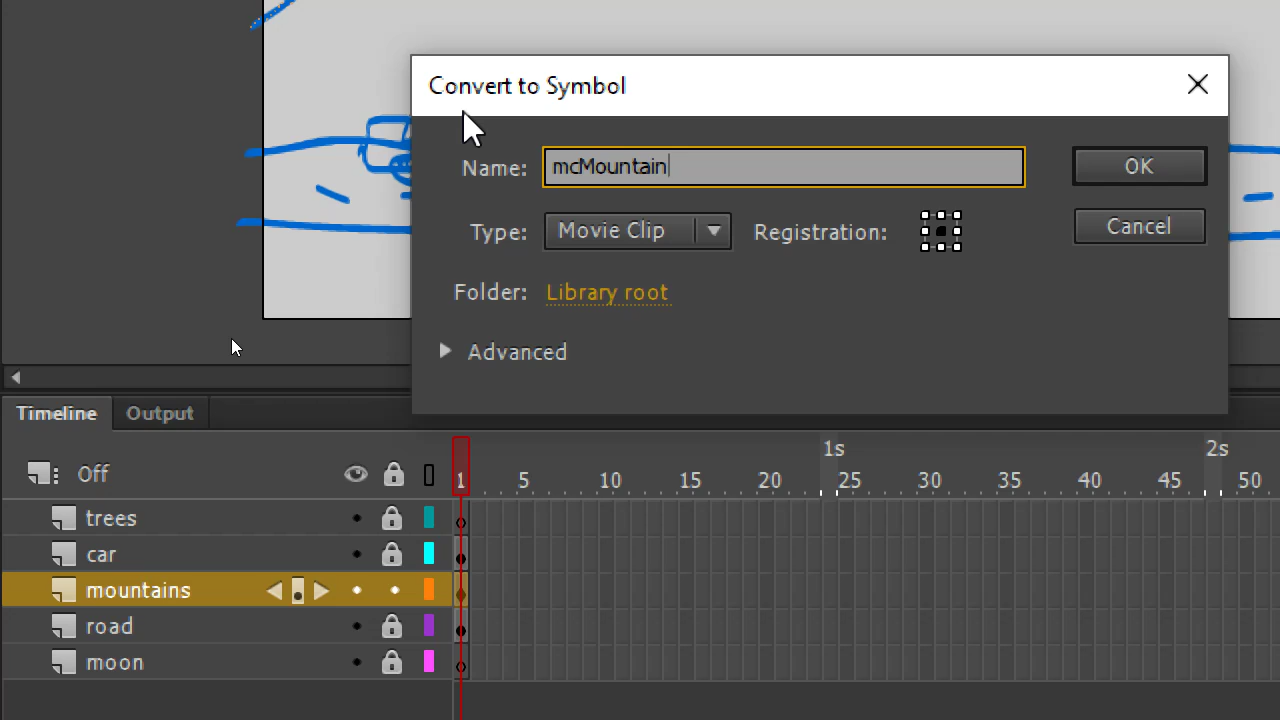 Convert to Symbol
Name: mcMountain OK
Type: Movie Clip Registration: Cancel
Folder: Library root
Advanced
Timeline Output
1s 2s
Off 1 5 10 15 20 25 30 35 40 45 50
trees
car
mountains
road
moon